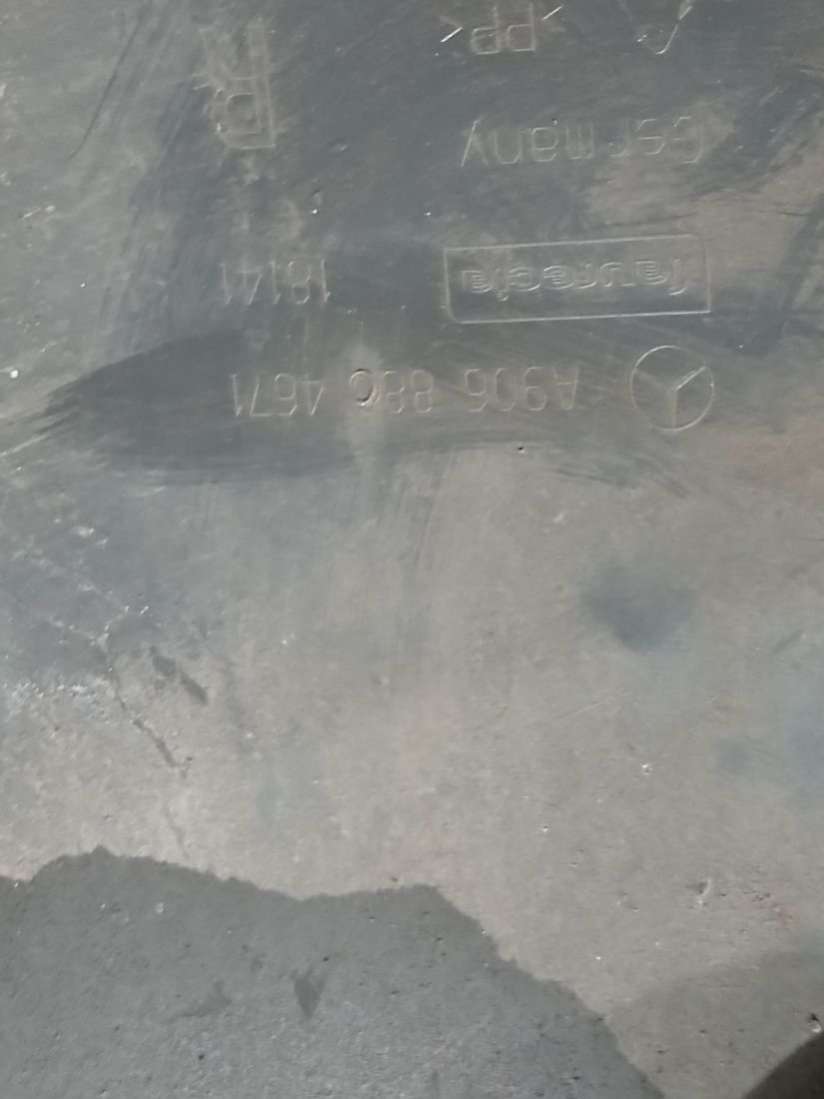 A906 880 4671
faurecia 18141
Germany
>PP<